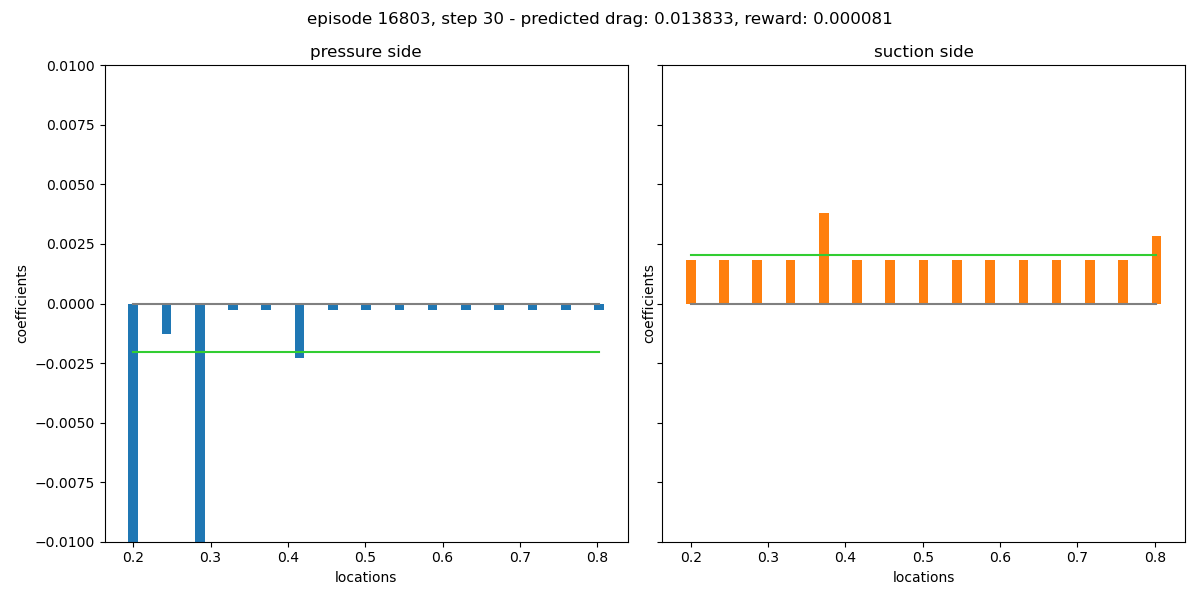 episode 16803, step 30 - predicted drag: 0.013833, reward: 0.000081
pressure side
suction side
0.0100
0.0075
0.0050
0.0025
0.0000
−0.0025
−0.0050
−0.0075
−0.0100
coefficients
coefficients
0.2 0.3 0.4 0.5 0.6 0.7 0.8
0.2 0.3 0.4 0.5 0.6 0.7 0.8
locations
locations